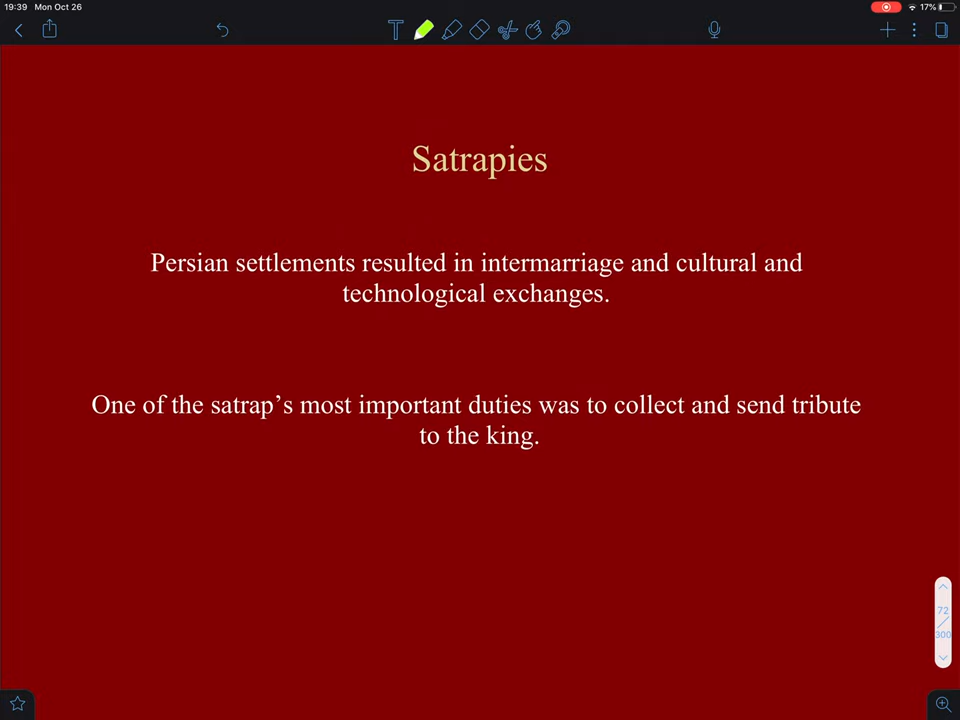 19:39 Mon Oct 26
17%
T
Satrapies
Persian settlements resulted in intermarriage and cultural and
technological exchanges.
One of the satrap’s most important duties was to collect and send tribute
to the king.
72
/
300